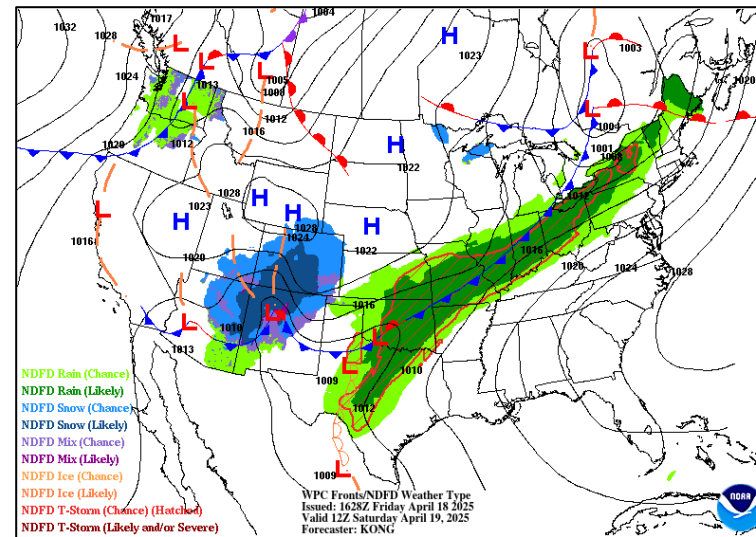 1017
1004
1032
1028
H
H
1023
1003
L
L
L
1024
1013
L
1005
1000
1020
L
1012
L
1004
1016
1020
1012
H
1001
1008
1022
1028
H
H
1012
1023
L
H
H
1016
1028
1024
1022
1016
1020
1020
1024
1028
1016
1010
L
L
L
1013
L
1009
1010
1012
L
1009
NDFD Rain (Chance)
NDFD Rain (Likely)
NDFD Snow (Chance)
NDFD Snow (Likely)
NDFD Mix (Chance)
NDFD Mix (Likely)
NDFD Ice (Chance)
NDFD Ice (Likely)
NDFD T-Storm (Chance) (Hatched)
NDFD T-Storm (Likely and/or Severe)
WPC Fronts/NDFD Weather Type
Issued: 1628Z Friday April 18 2025
Valid 12Z Saturday April 19, 2025
Forecaster: KONG
NOAA